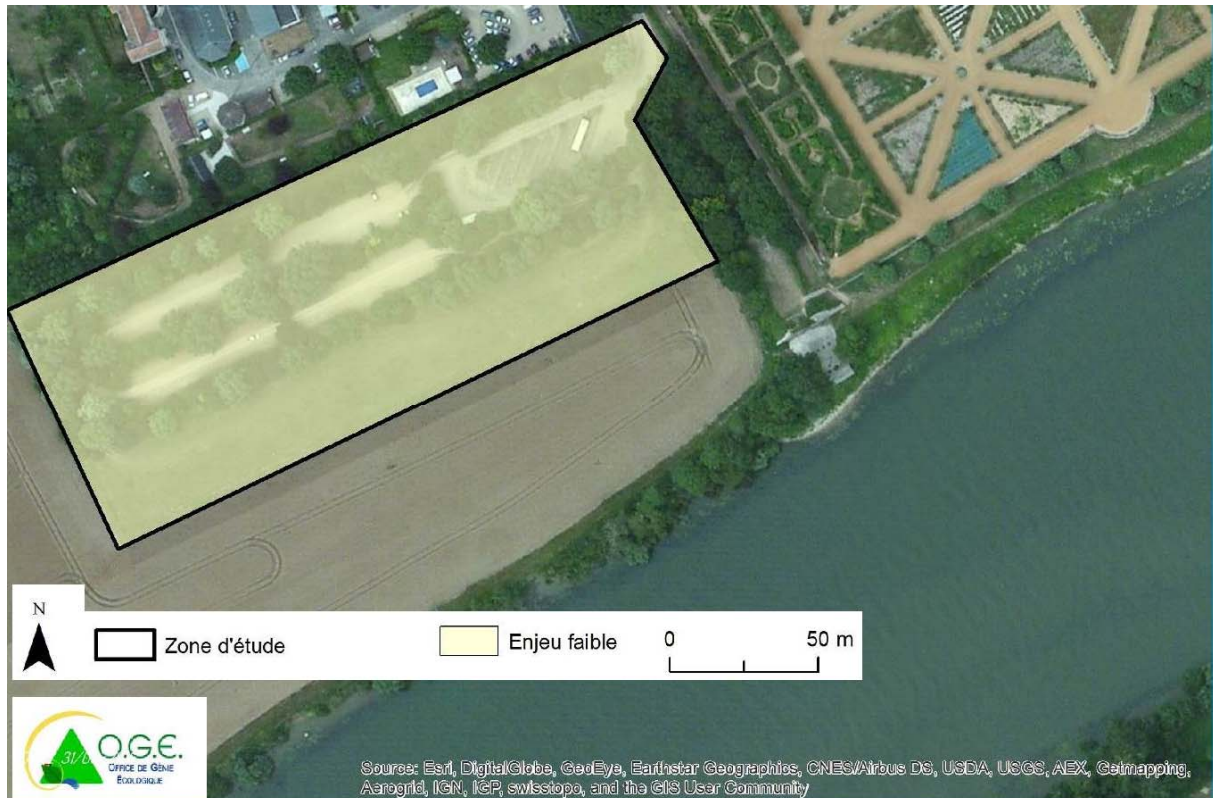 N
Zone d'étude
Enjeu faible
0
50 m
O.G.E.
OFFICE DE GÉNIE
ÉCOLOGIQUE
Source: Esri, DigitalGlobe, GeoEye, Earthstar Geographics, CNES/Airbus DS, USDA, USGS, AEX, Getmapping,
Aerogrid, IGN, IGP, swisstopo, and the GIS User Community